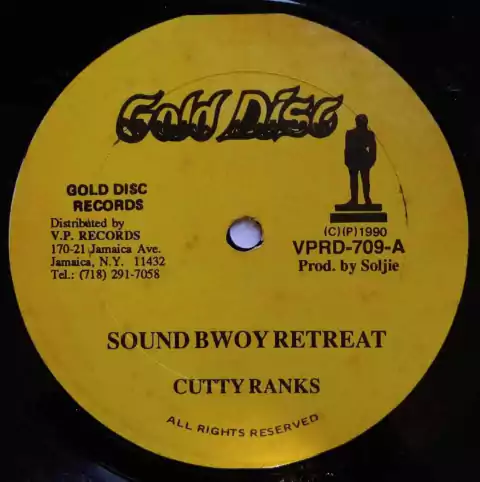 Gold Disc
GOLD DISC
RECORDS
Distributed by
V.P. RECORDS
170-21 Jamaica Ave.
Jamaica, N.Y. 11432
Tel.: (718) 291-7058
(C)(P)1990
VPRD-709-A
Prod. by Soljie
SOUND BWOY RETREAT
CUTTY RANKS
ALL RIGHTS RESERVED